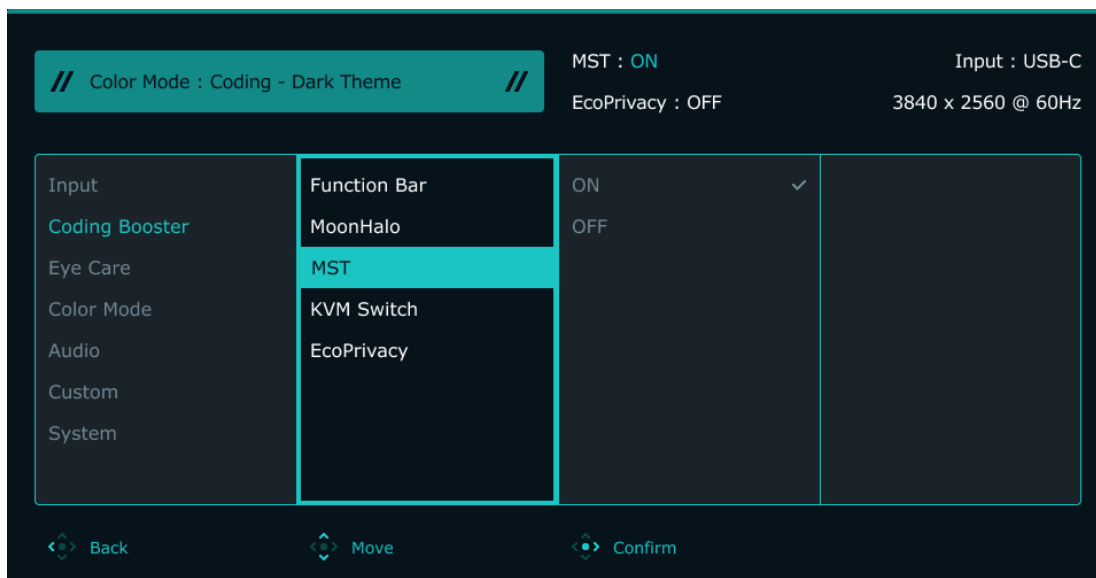 Color Mode : Coding - Dark Theme
MST : ON
Input : USB-C
EcoPrivacy : OFF
3840 x 2560 @ 60Hz
Input
Coding Booster
Eye Care
Color Mode
Audio
Custom
System
Function Bar
MoonHalo
MST
KVM Switch
EcoPrivacy
ON
OFF
Back
Move
Confirm